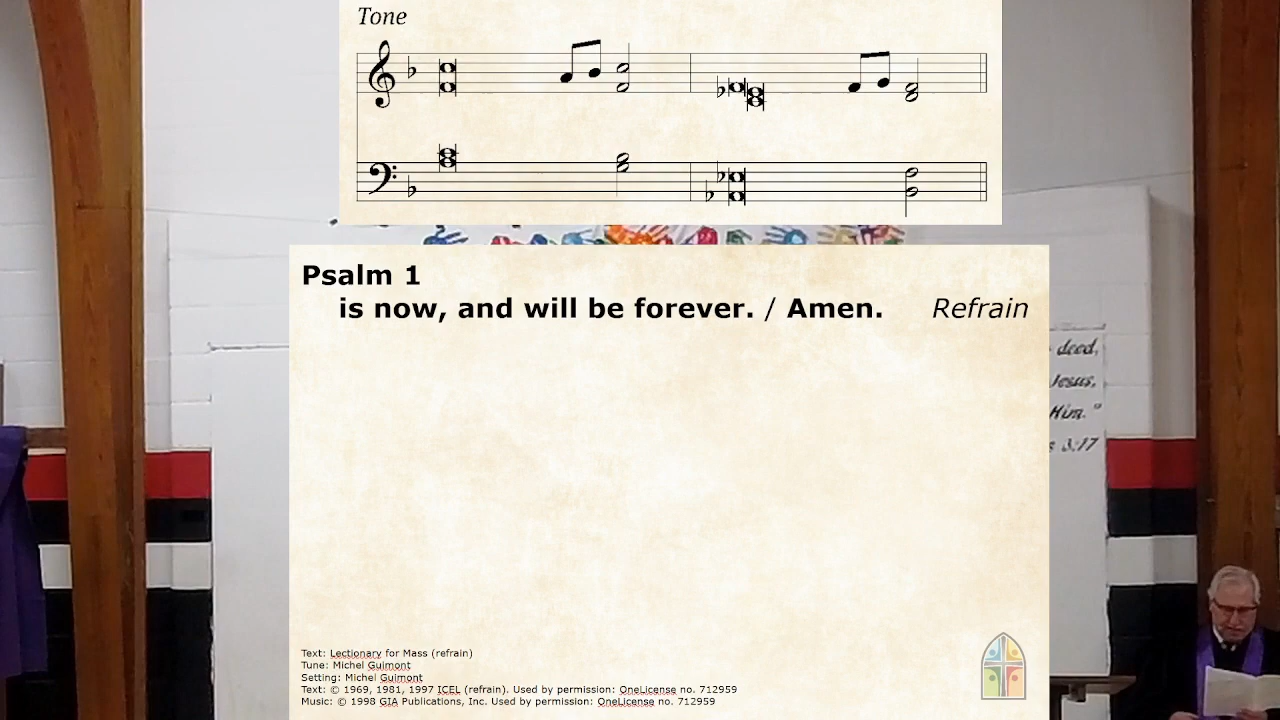 Tone
Psalm 1
is now, and will be forever. / Amen. Refrain
deed,
Jesus,
Him."
3:17
Text: Lectionary for Mass (refrain)
Tune: Michel Guimont
Setting: Michel Guimont
Text: © 1969, 1981, 1997 ICEL (refrain). Used by permission: OneLicense no. 712959
Music: © 1998 GIA Publications, Inc. Used by permission: OneLicense no. 712959